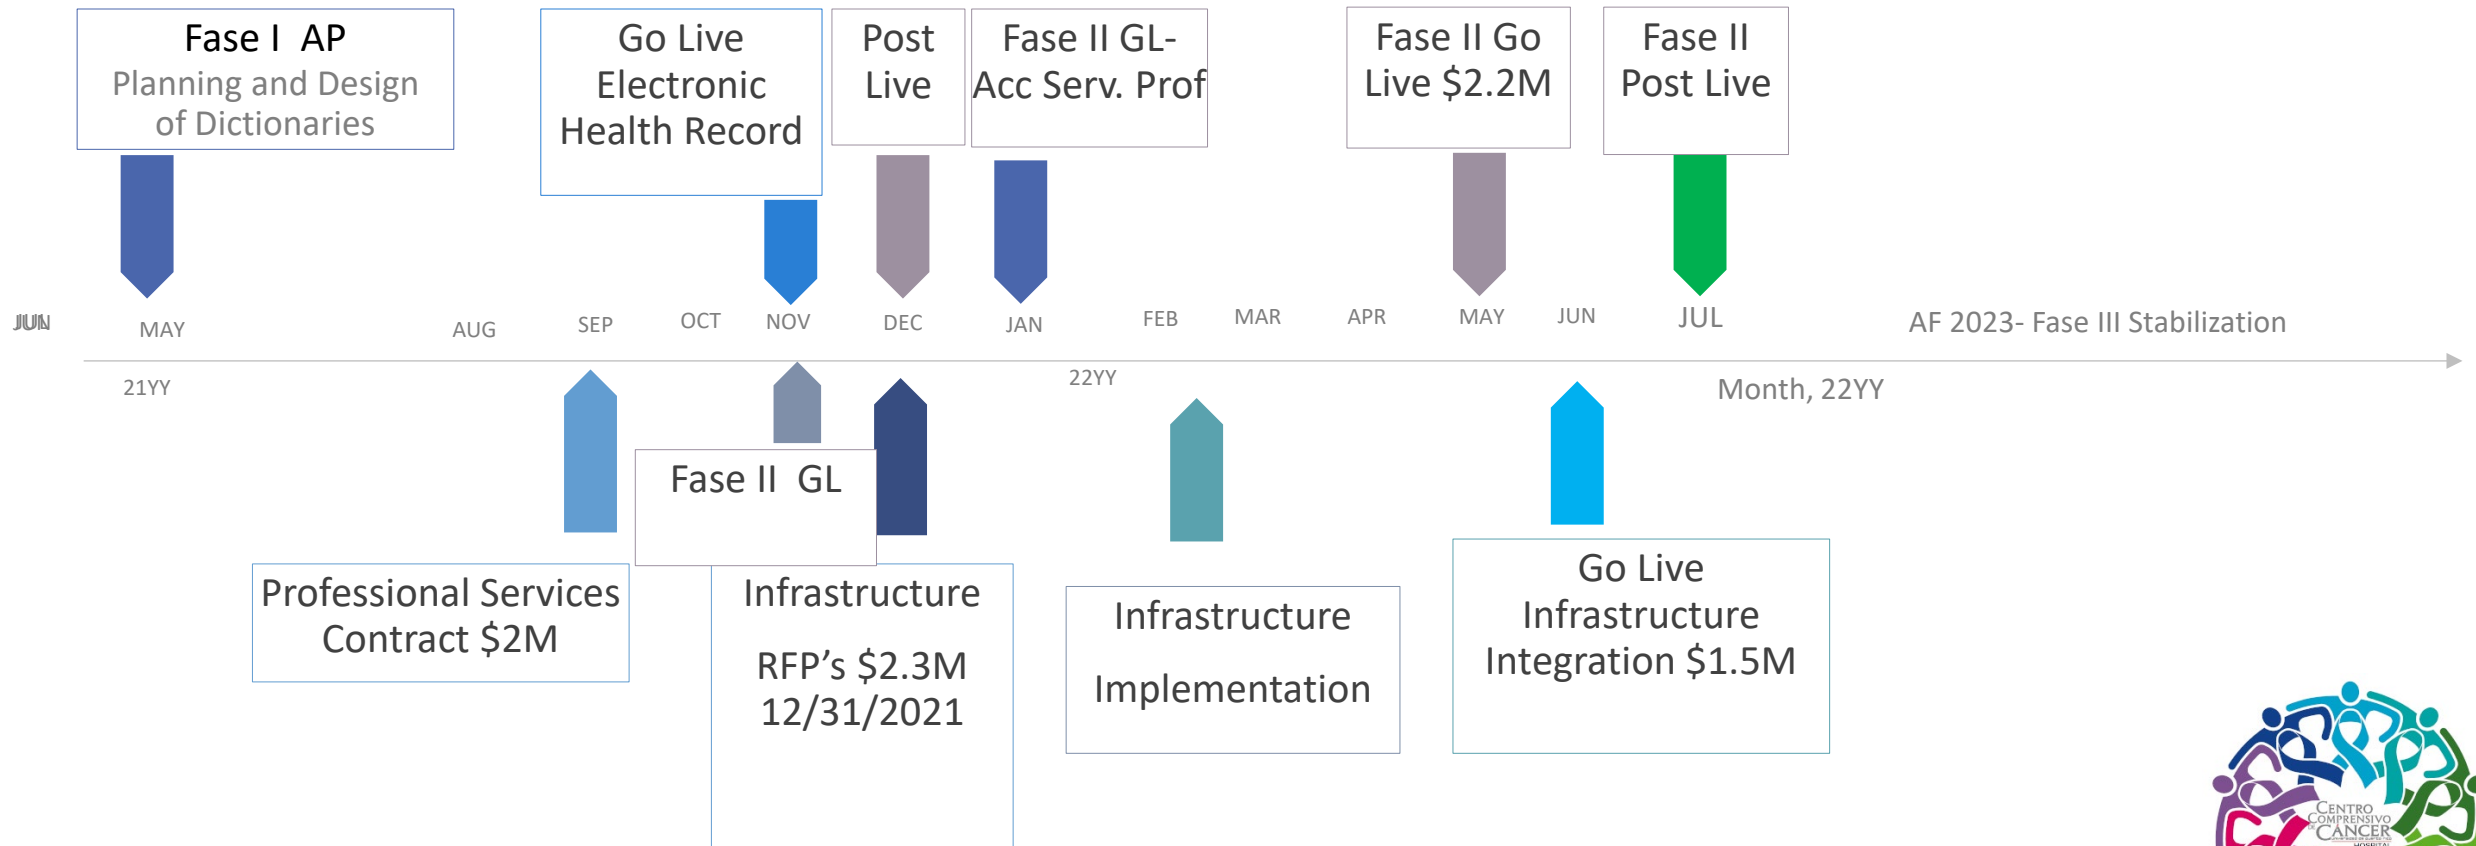 Fase I  AP
Planning and Design
of Dictionaries
Go Live
Electronic
Health Record
Post
Live
Fase II GL-
Acc Serv. Prof
Fase II Go
Live $2.2M
Fase II
Post Live
MAY
AUG
SEP
OCT
NOV
DEC
JAN
FEB
MAR
APR
MAY
JUN
JUL
AF 2023- Fase III Stabilization
21YY
22YY
Month, 22YY
Fase II  GL
Professional Services
Contract $2M
Infrastructure
RFP’s $2.3M
12/31/2021
Infrastructure
Implementation
Go Live
Infrastructure
Integration $1.5M
CENTRO
COMPRENSIVO
DE CÁNCER
HOSPITAL